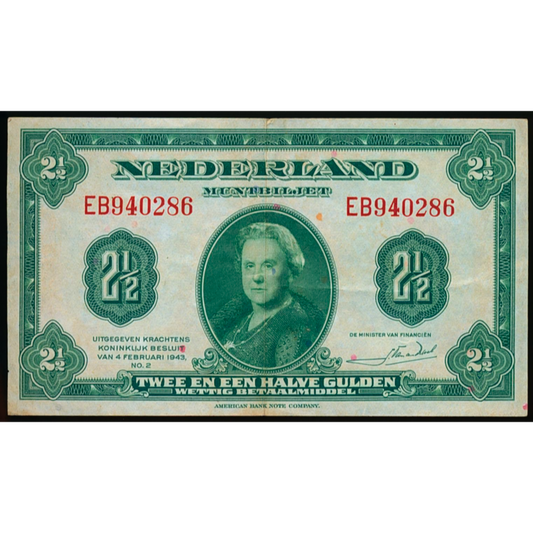 2½ 2½
NEDERLAND
MUNTBILJET
EB940286 EB940286
2½ 2½
UITGEGEVEN KRACHTENS
KONINKLIJK BESLUIT
VAN 4 FEBRUARI 1943,
NO. 2
DE MINISTER VAN FINANCIËN
2½ 2½
TWEE EN EEN HALVE GULDEN
WETTIG BETAALMIDDEL
AMERICAN BANK NOTE COMPANY.